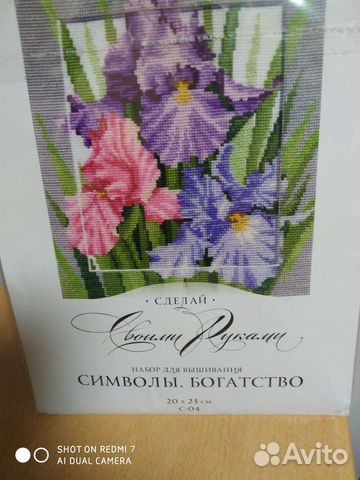 · СДЕЛАЙ ·
Своими Руками
НАБОР ДЛЯ ВЫШИВАНИЯ
СИМВОЛЫ. БОГАТСТВО
20 х 23 см
С-04
SHOT ON REDMI 7
AI DUAL CAMERA
Avito